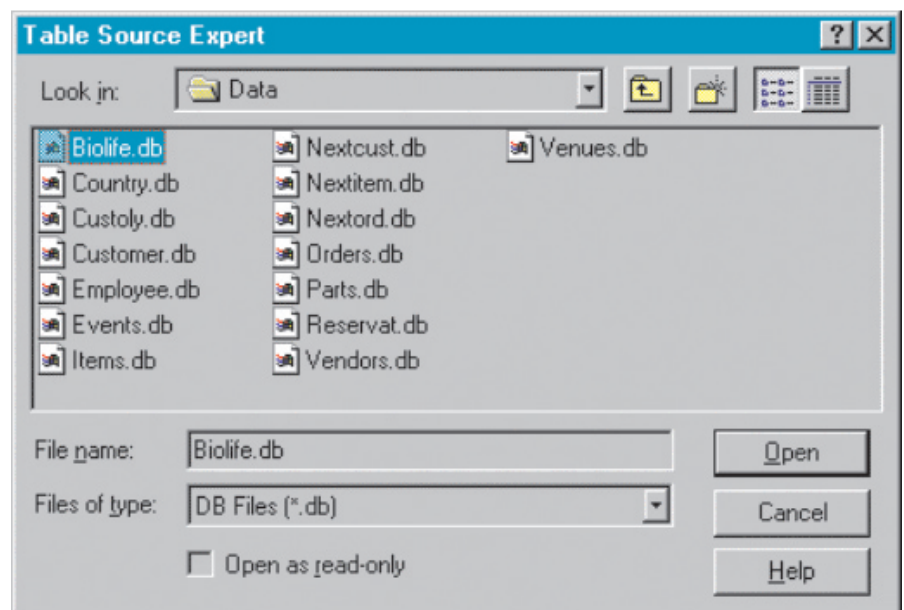 Table Source Expert
Look in: Data
Biolife.db Nextcust.db Venues.db
Country.db Nextitem.db
Custoly.db Nextord.db
Customer.db Orders.db
Employee.db Parts.db
Events.db Reservat.db
Items.db Vendors.db
File name: Biolife.db Open
Files of type: DB Files (*.db) Cancel
Open as read-only Help